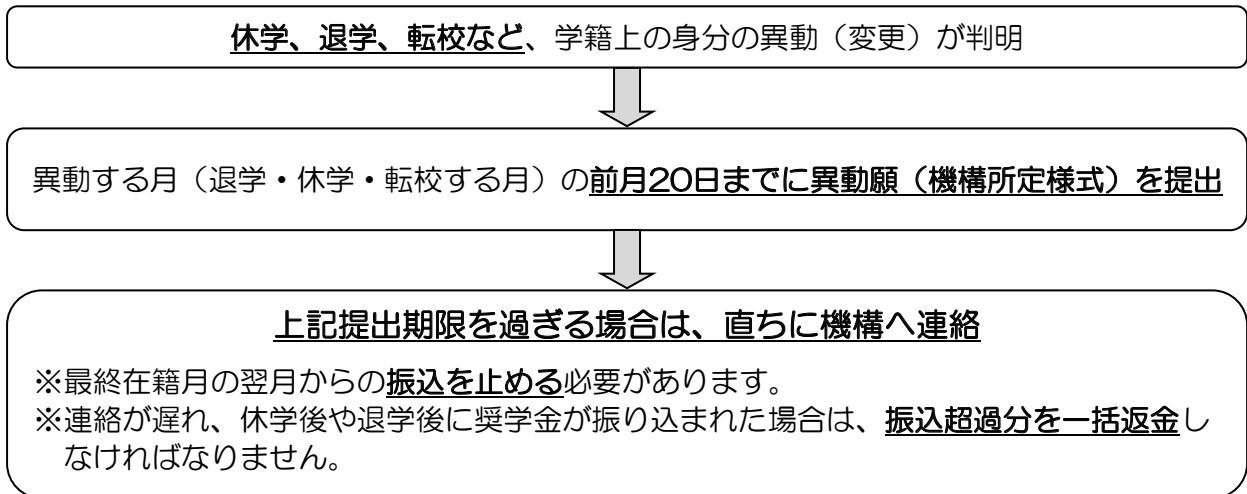 休学、退学、転校など、学籍上の身分の異動（変更）が判明
異動する月（退学・休学・転校する月）の前月20日までに異動願（機構所定様式）を提出
上記提出期限を過ぎる場合は、直ちに機構へ連絡
※最終在籍月の翌月からの振込を止める必要があります。
※連絡が遅れ、休学後や退学後に奨学金が振り込まれた場合は、振込超過分を一括返金し
なければなりません。